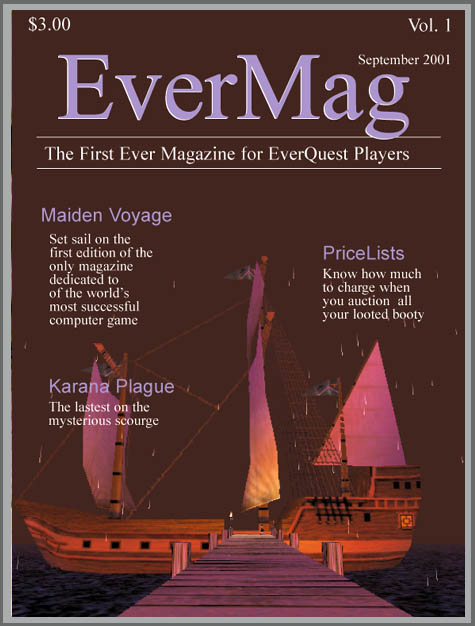 $3.00
Vol. 1
September 2001
EverMag
The First Ever Magazine for EverQuest Players
Maiden Voyage
Set sail on the
first edition of the
only magazine
dedicated to
of the world's
most successful
computer game
PriceLists
Know how much
to charge when
you auction all
your looted booty
Karana Plague
The lastest on the
mysterious scourge